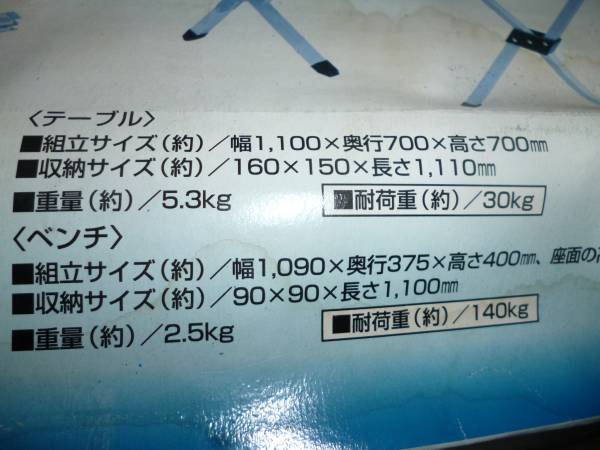 〈テーブル〉
■組立サイズ(約)／幅1,100×奥行700×高さ700mm
■収納サイズ(約)／160×150×長さ1,110mm
■重量(約)／5.3kg ■耐荷重(約)／30kg
〈ベンチ〉
■組立サイズ(約)／幅1,090×奥行375×高さ400mm、座面の高
■収納サイズ(約)／90×90×長さ1,100mm
■重量(約)／2.5kg ■耐荷重(約)／140kg